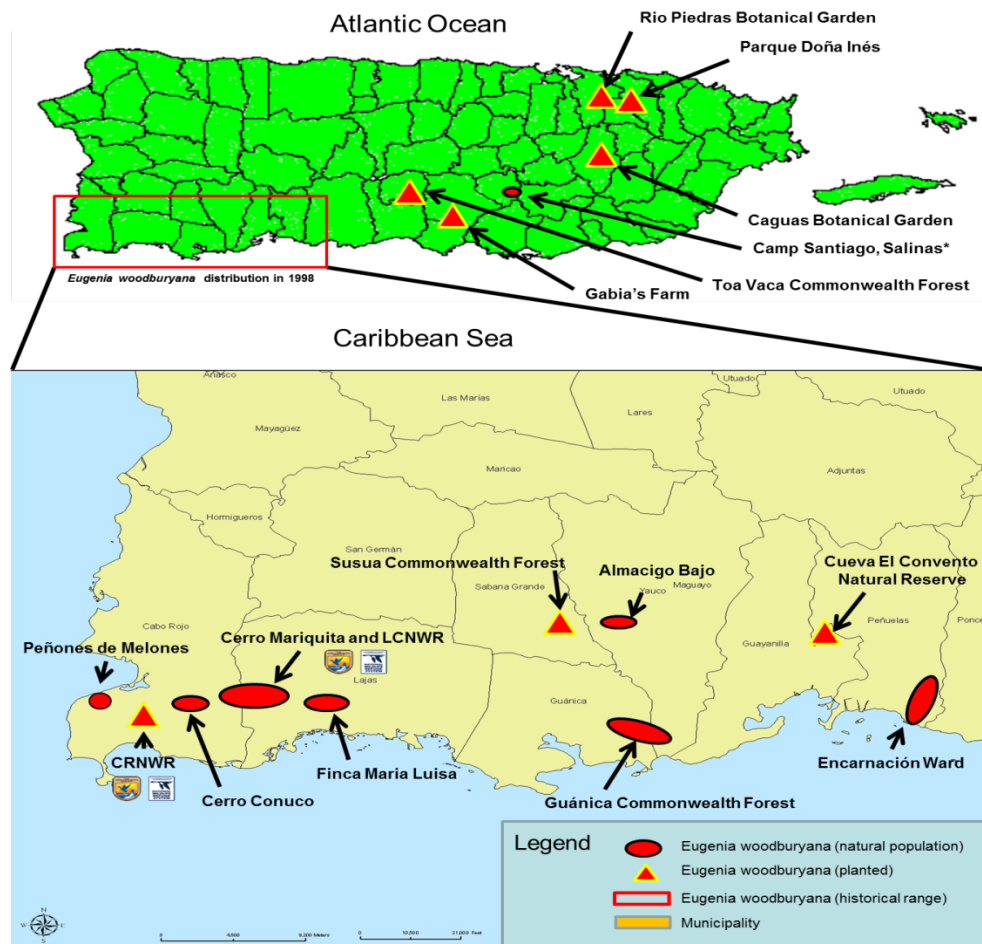 Atlantic Ocean
Rio Piedras Botanical Garden
Parque Doña Inés
Caguas Botanical Garden
Camp Santiago, Salinas*
Toa Vaca Commonwealth Forest
Gabia's Farm
Eugenia woodburyana distribution in 1998
Caribbean Sea
Añasco
Las Marías
Lares
Utuado
Utuado
Mayagüez
Maricao
Adjuntas
Hormigueros
San Germán
Susua Commonwealth Forest
Sabana Grande
Almacigo Bajo
Yauco
Maguayo
Cueva El Convento
Natural Reserve
Cabo Rojo
Peñones de Melones
Cerro Mariquita and LCNWR
Lajas
Guayanilla
Peñuelas
Ponce
Guánica
CRNWR
Cerro Conuco
Finca Maria Luisa
Guánica Commonwealth Forest
Encarnación Ward
Legend
Eugenia woodburyana (natural population)
Eugenia woodburyana (planted)
Eugenia woodburyana (historical range)
Municipality
N
W
E
S
0
0